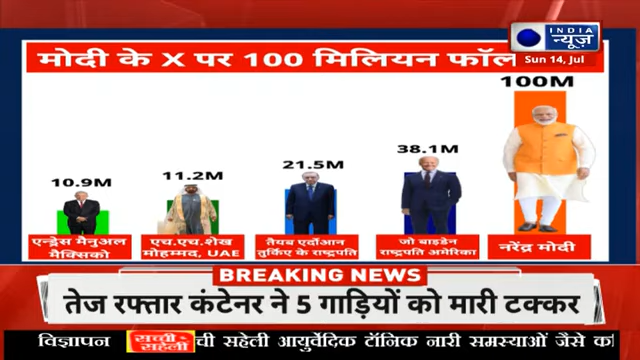 INDIA
न्यूज़
Sun 14, Jul
मोदी के X पर 100 मिलियन फॉल
100M
38.1M
21.5M
11.2M
10.9M
एन्ड्रेस मैनुअल
मैक्सिको
एच.एच.शेख
मोहम्मद, UAE
तैयब एर्दोआन
तुर्किए के राष्ट्रपति
जो बाइडेन
राष्ट्रपति अमेरिका
नरेंद्र मोदी
BREAKING NEWS
तेज रफ्तार कंटेनर ने 5 गाड़ियों को मारी टक्कर
विज्ञापन
सच्ची
सहेली
ची सहेली आयुर्वेदिक टॉनिक नारी समस्याओं जैसे